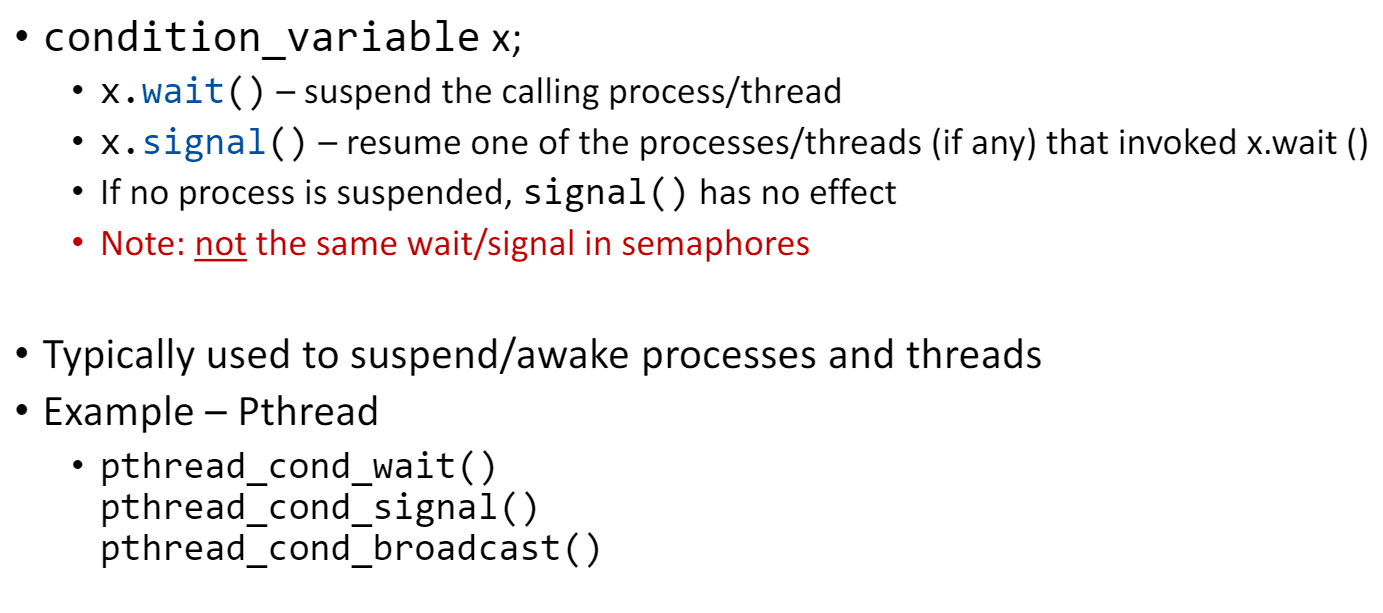 • condition_variable x;
• x.wait() – suspend the calling process/thread
• x.signal() – resume one of the processes/threads (if any) that invoked x.wait ()
• If no process is suspended, signal() has no effect
• Note: not the same wait/signal in semaphores
• Typically used to suspend/awake processes and threads
• Example – Pthread
• pthread_cond_wait()
pthread_cond_signal()
pthread_cond_broadcast()